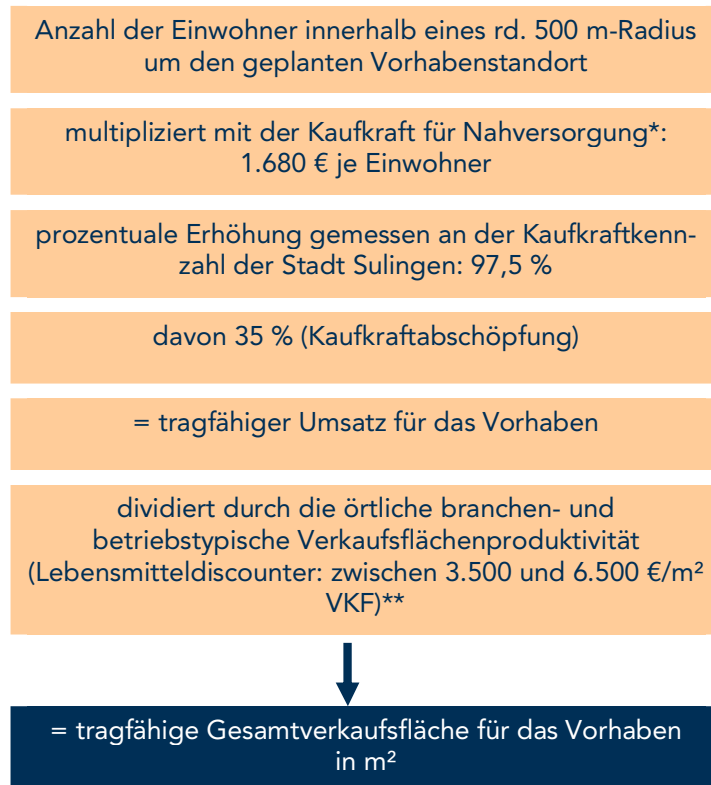 Anzahl der Einwohner innerhalb eines rd. 500 m-Radius
um den geplanten Vorhabenstandort
multipliziert mit der Kaufkraft für Nahversorgung*:
1.680 € je Einwohner
prozentuale Erhöhung gemessen an der Kaufkraftkenn-
zahl der Stadt Sulingen: 97,5 %
davon 35 % (Kaufkraftabschöpfung)
= tragfähiger Umsatz für das Vorhaben
dividiert durch die örtliche branchen- und
betriebstypische Verkaufsflächenproduktivität
(Lebensmitteldiscounter: zwischen 3.500 und 6.500 €/m²
VKF)**
= tragfähige Gesamtverkaufsfläche für das Vorhaben
in m²